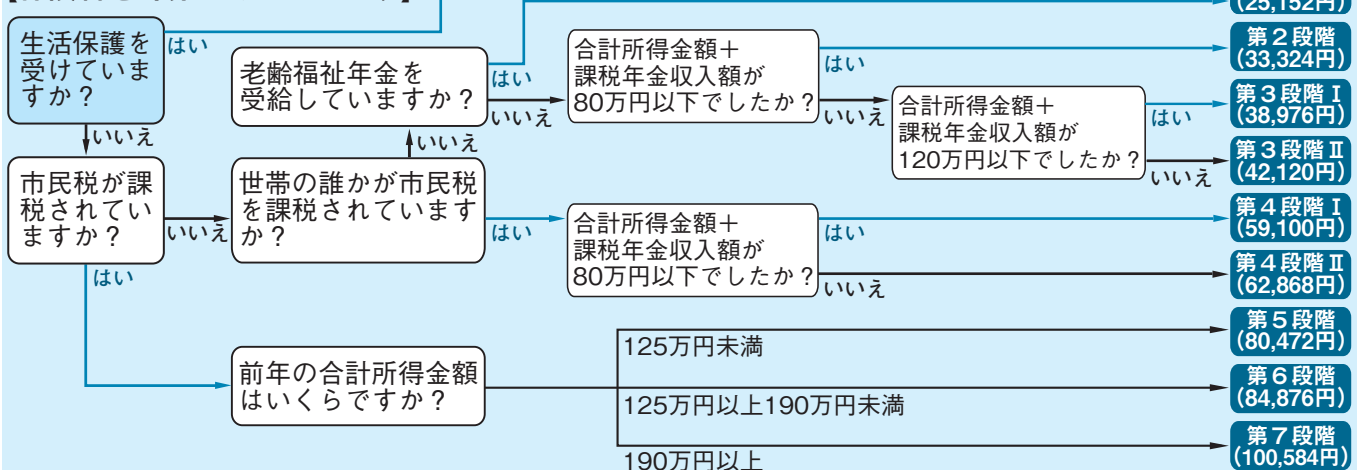 (25,152円)
生活保護を
受けていま
すか？
はい
いいえ
老齢福祉年金を
受給していますか？
はい
いいえ
合計所得金額＋
課税年金収入額が
80万円以下でしたか？
はい
いいえ
第２段階
(33,324円)
合計所得金額＋
課税年金収入額が
120万円以下でしたか？
はい
いいえ
第３段階Ⅰ
(38,976円)
第３段階Ⅱ
(42,120円)
市民税が課
税されてい
ますか？
いいえ
はい
世帯の誰かが市民税
を課税されています
か？
いいえ
はい
合計所得金額＋
課税年金収入額が
80万円以下でしたか？
はい
いいえ
第４段階Ⅰ
(59,100円)
第４段階Ⅱ
(62,868円)
前年の合計所得金額
はいくらですか？
125万円未満
第５段階
(80,472円)
125万円以上190万円未満
第６段階
(84,876円)
190万円以上
第７段階
(100,584円)